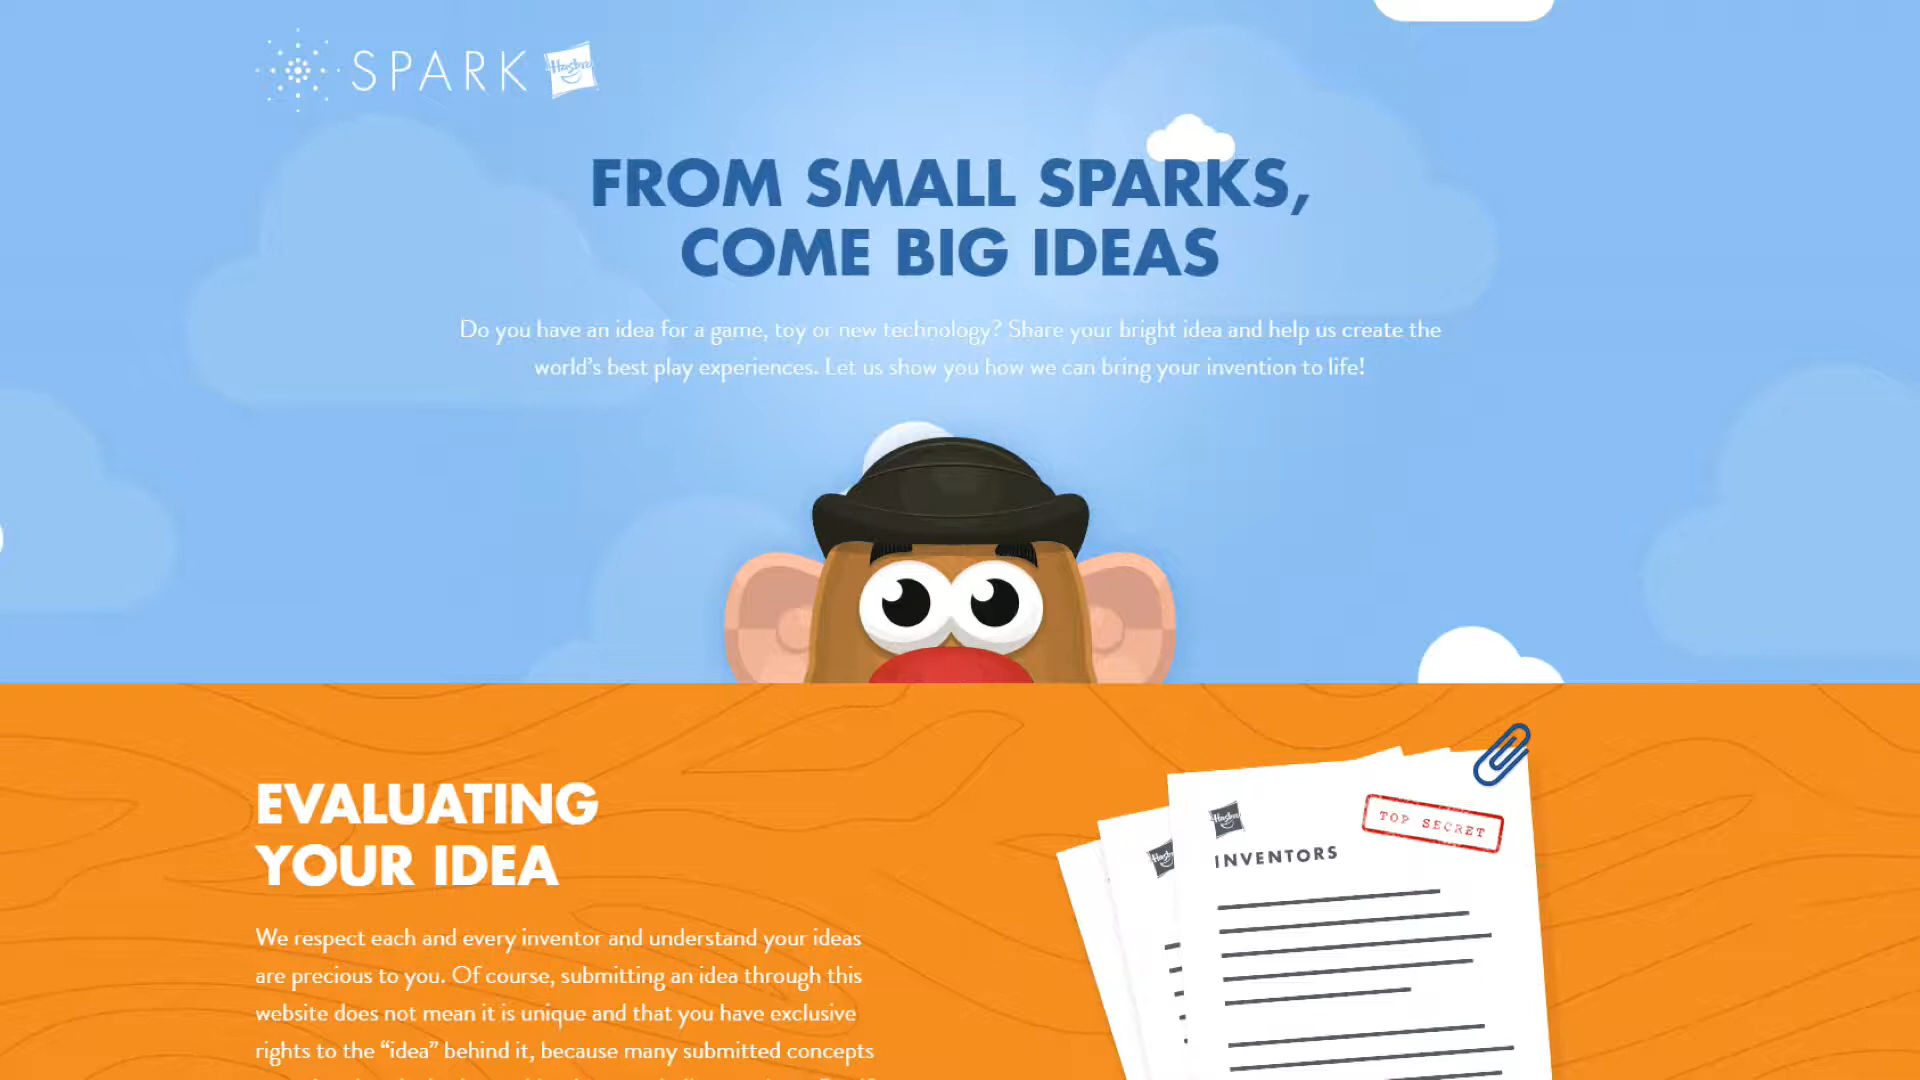 SPARK Hasbro
FROM SMALL SPARKS,
COME BIG IDEAS
Do you have an idea for a game, toy or new technology? Share your bright idea and help us create the
world’s best play experiences. Let us show you how we can bring your invention to life!
EVALUATING
YOUR IDEA
We respect each and every inventor and understand your ideas
are precious to you. Of course, submitting an idea through this
website does not mean it is unique and that you have exclusive
rights to the “idea” behind it, because many submitted concepts
Hasbro
TOP SECRET
INVENTORS